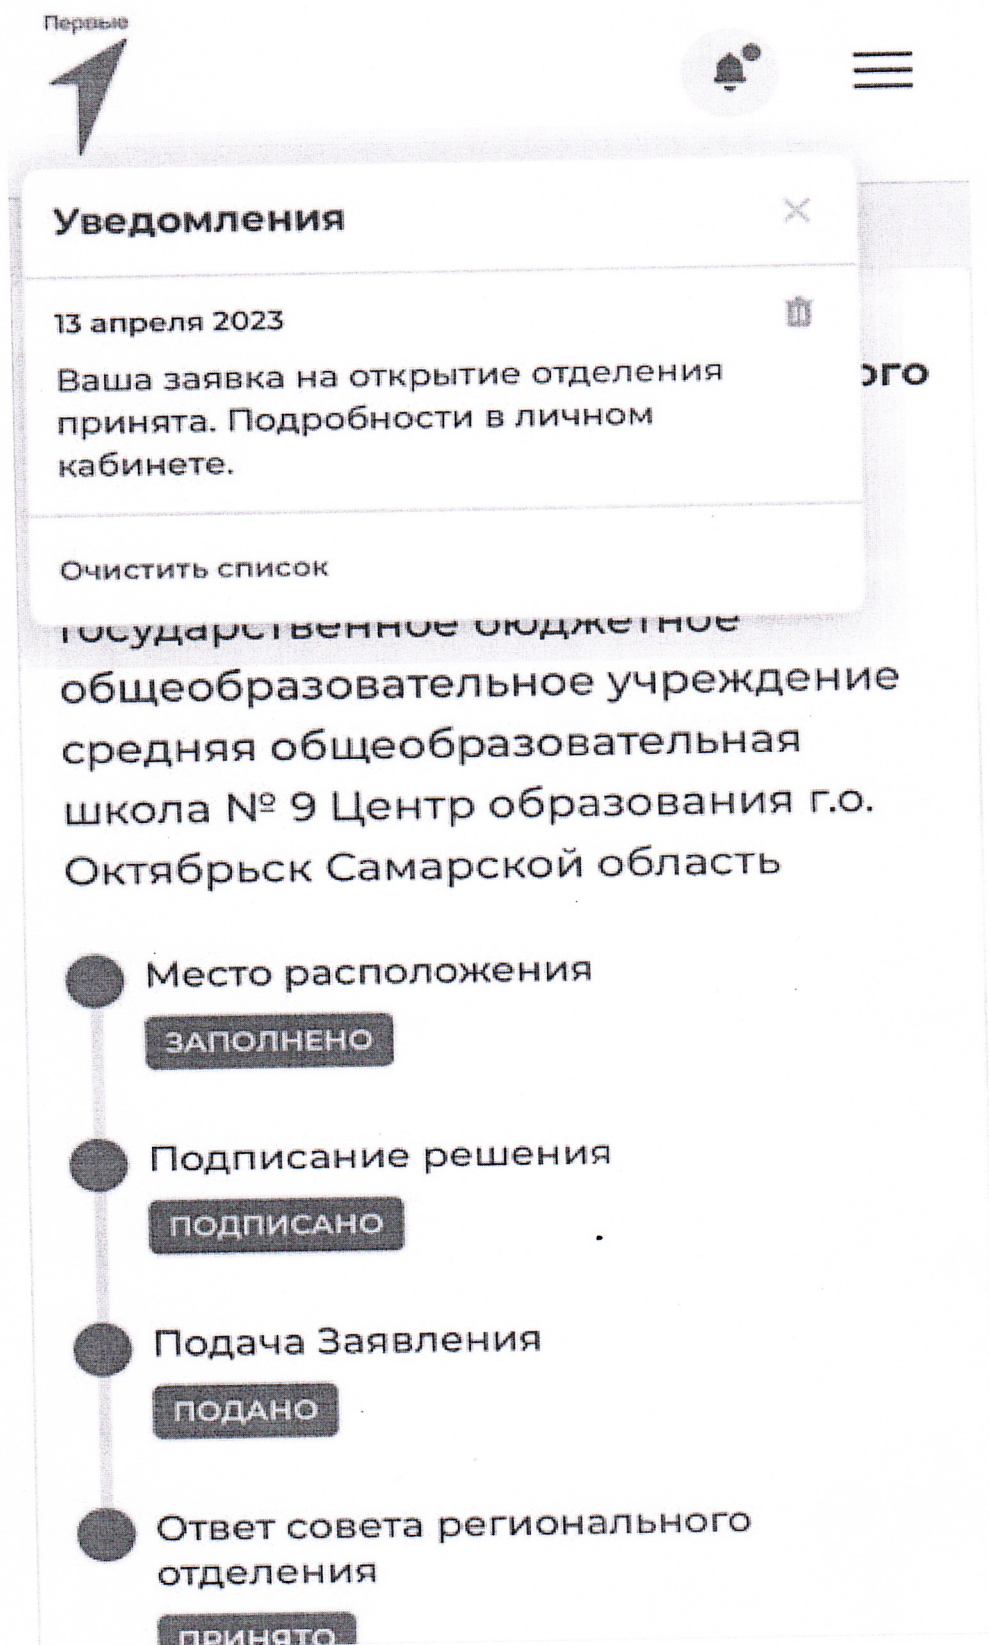 Первые
Уведомления
13 апреля 2023
Ваша заявка на открытие отделения
принята. Подробности в личном
кабинете.
ого
Очистить список
государственное бюджетное
общеобразовательное учреждение
средняя общеобразовательная
школа № 9 Центр образования г.о.
Октябрьск Самарской область
Место расположения
ЗАПОЛНЕНО
Подписание решения
ПОДПИСАНО
Подача Заявления
ПОДАНО
Ответ совета регионального
отделения
ПРИНЯТО